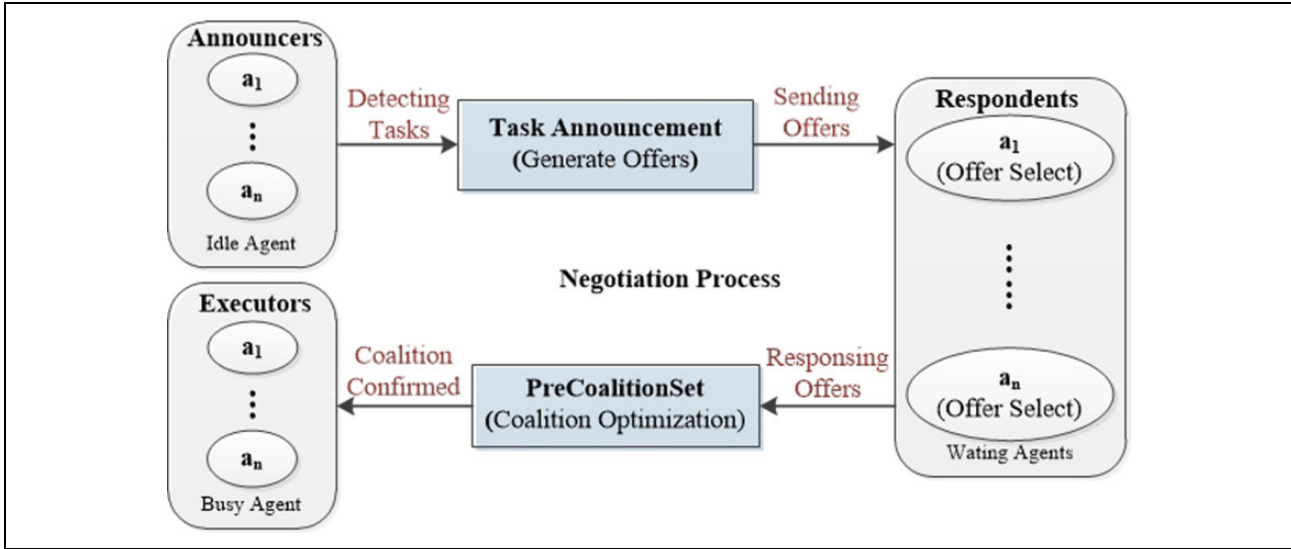 Announcers
a1
an
Idle Agent
Detecting
Tasks
Task Announcement
(Generate Offers)
Sending
Offers
Respondents
a1
(Offer Select)
an
(Offer Select)
Wating Agents
Negotiation Process
Responsing
Offers
PreCoalitionSet
(Coalition Optimization)
Coalition
Confirmed
Executors
a1
an
Busy Agent